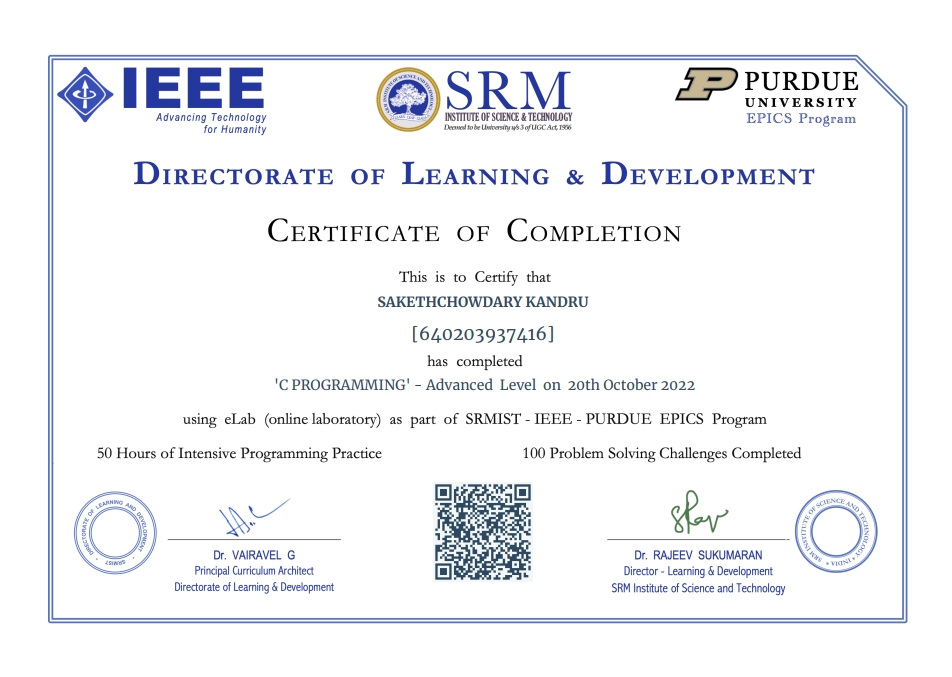 IEEE
Advancing Technology
for Humanity
SRM
INSTITUTE OF SCIENCE & TECHNOLOGY
Deemed to be University u/s 3 of UGC Act, 1956
PURDUE
UNIVERSITY
EPICS Program
DIRECTORATE OF LEARNING & DEVELOPMENT
CERTIFICATE OF COMPLETION
This is to Certify that
SAKETHCHOWDARY KANDRU
[640203937416]
has completed
'C PROGRAMMING' - Advanced Level on 20th October 2022
using eLab (online laboratory) as part of SRMIST - IEEE - PURDUE EPICS Program
50 Hours of Intensive Programming Practice
100 Problem Solving Challenges Completed
DIRECTORATE OF LEARNING AND DEVELOPMENT
SRMIST
Dr. VAIRAVEL G
Principal Curriculum Architect
Directorate of Learning & Development
Dr. RAJEEV SUKUMARAN
Director - Learning & Development
SRM Institute of Science and Technology
SRM INSTITUTE OF SCIENCE AND TECHNOLOGY
INDIA